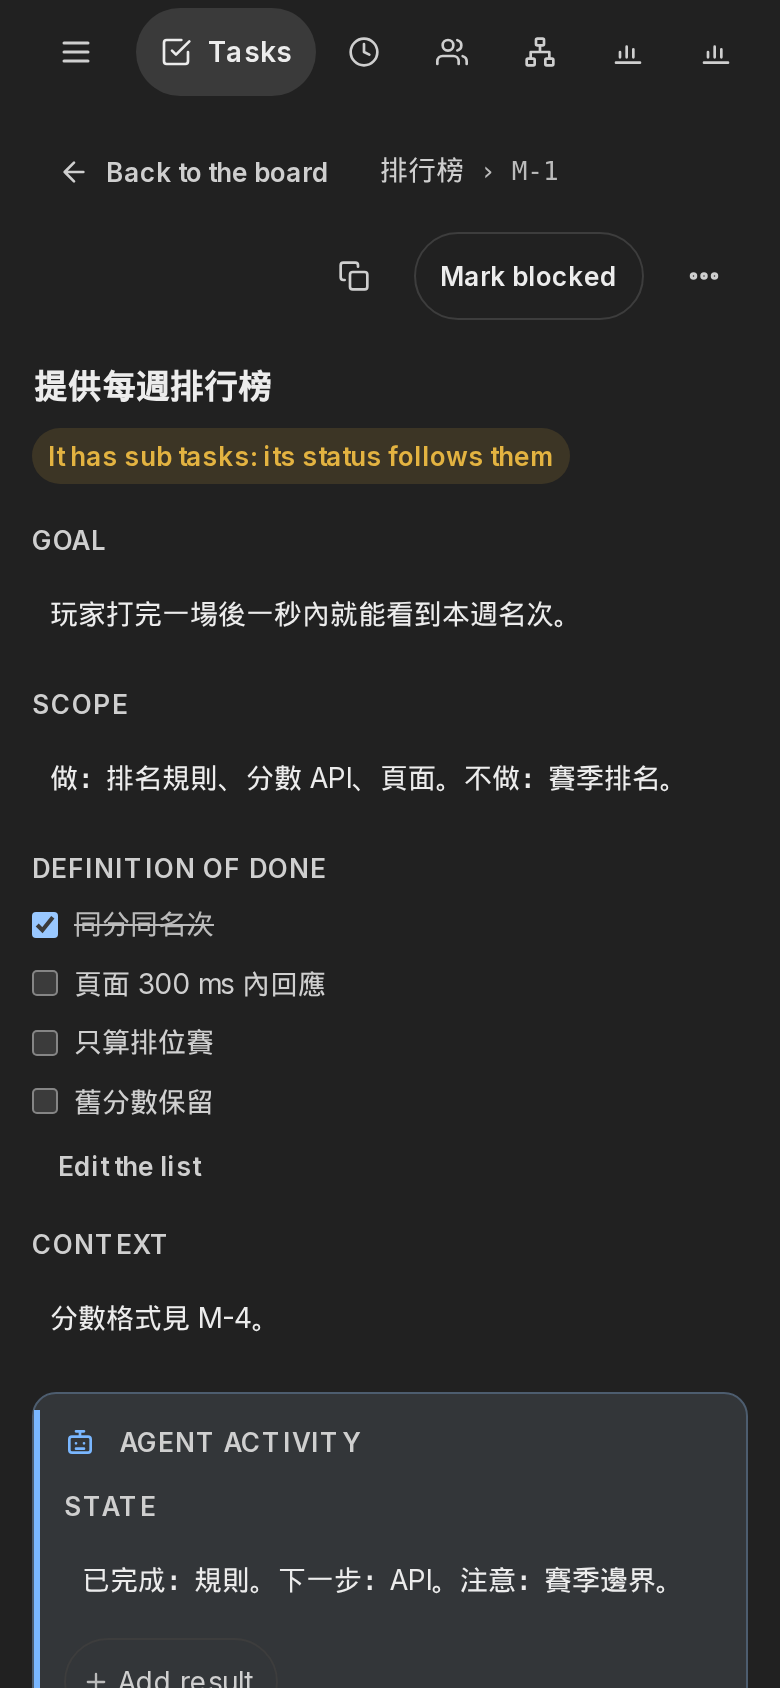 Tasks
Back to the board 排行榜 › M-1
Mark blocked
提供每週排行榜
It has sub tasks: its status follows them
GOAL
玩家打完一場後一秒內就能看到本週名次。
SCOPE
做：排名規則、分數 API、頁面。不做：賽季排名。
DEFINITION OF DONE
同分同名次
頁面 300 ms 內回應
只算排位賽
舊分數保留
Edit the list
CONTEXT
分數格式見 M-4。
AGENT ACTIVITY
STATE
已完成：規則。下一步：API。注意：賽季邊界。
+ Add result